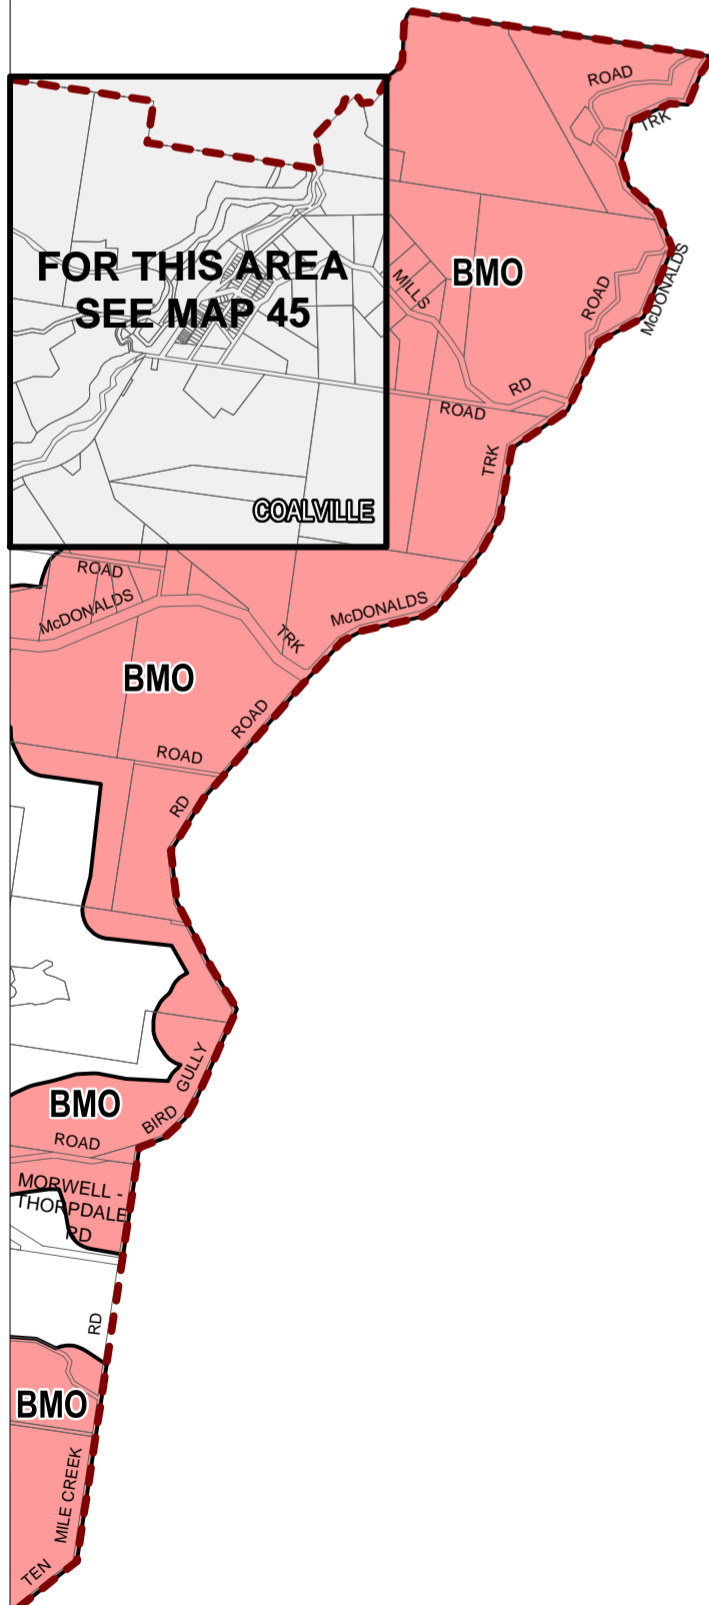 ROAD
TRK
FOR THIS AREA
SEE MAP 45
BMO
MILLS
ROAD
McDONALDS
RD
ROAD
TRK
COALVILLE
ROAD
McDONALDS
McDONALDS
TRK
BMO
ROAD
ROAD
RD
GULLY
BMO
BIRD
ROAD
MORWELL -
THORPDALE
RD
RD
BMO
MILE CREEK
TEN